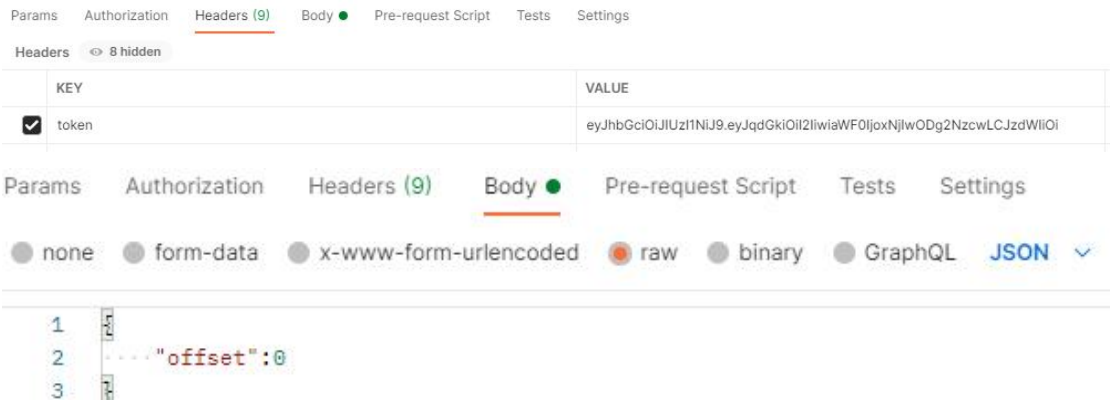 Params Authorization Headers (9) Body Pre-request Script Tests Settings
Headers 8 hidden
KEY VALUE
token eyJhbGciOiJIUzI1NiJ9.eyJqdGkiOiI2IiwiaWF0IjoxNjIwODg2NzcwLCJzdWIiOi
Params Authorization Headers (9) Body Pre-request Script Tests Settings
none form-data x-www-form-urlencoded raw binary GraphQL JSON
1 {
2 "offset":0
3 }